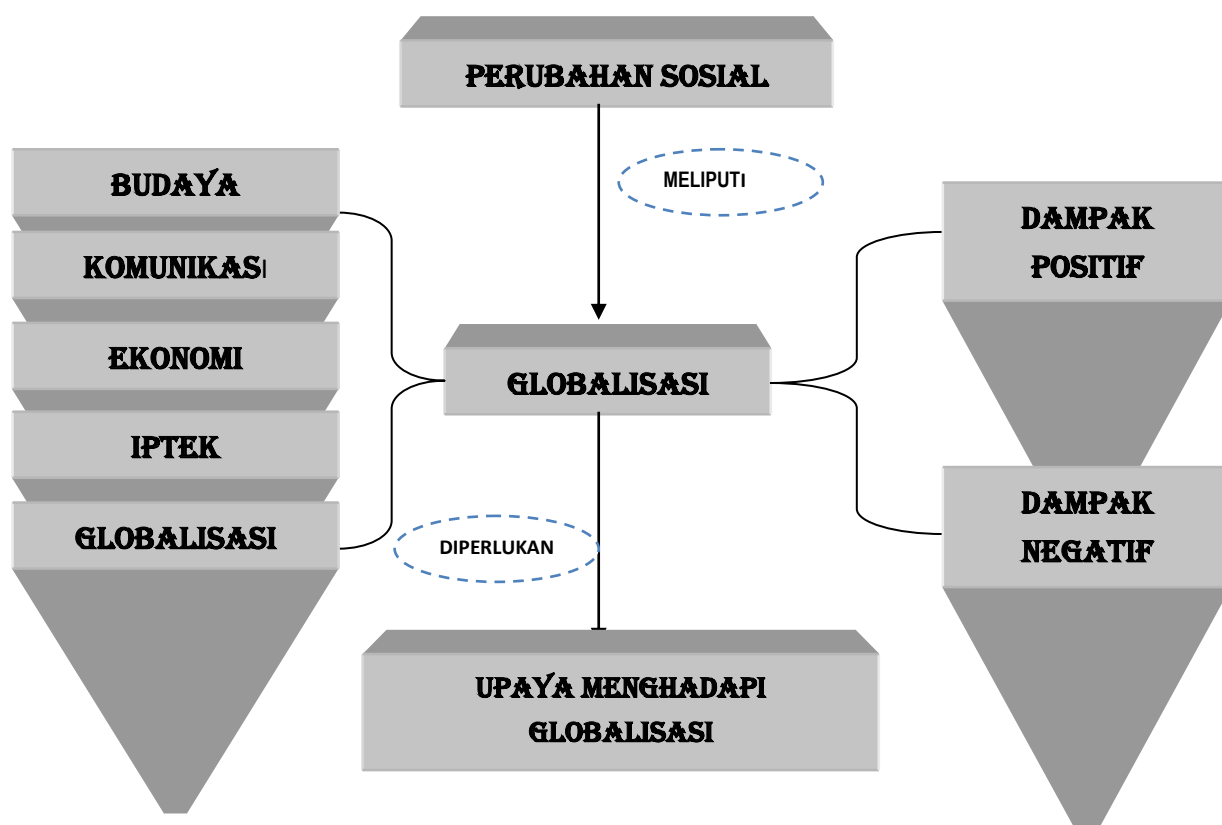 PERUBAHAN SOSIAL
MELIPUTI
BUDAYA
KOMUNIKASI
EKONOMI
IPTEK
GLOBALISASI
GLOBALISASI
DAMPAK
POSITIF
DAMPAK
NEGATIF
DIPERLUKAN
UPAYA MENGHADAPI
GLOBALISASI